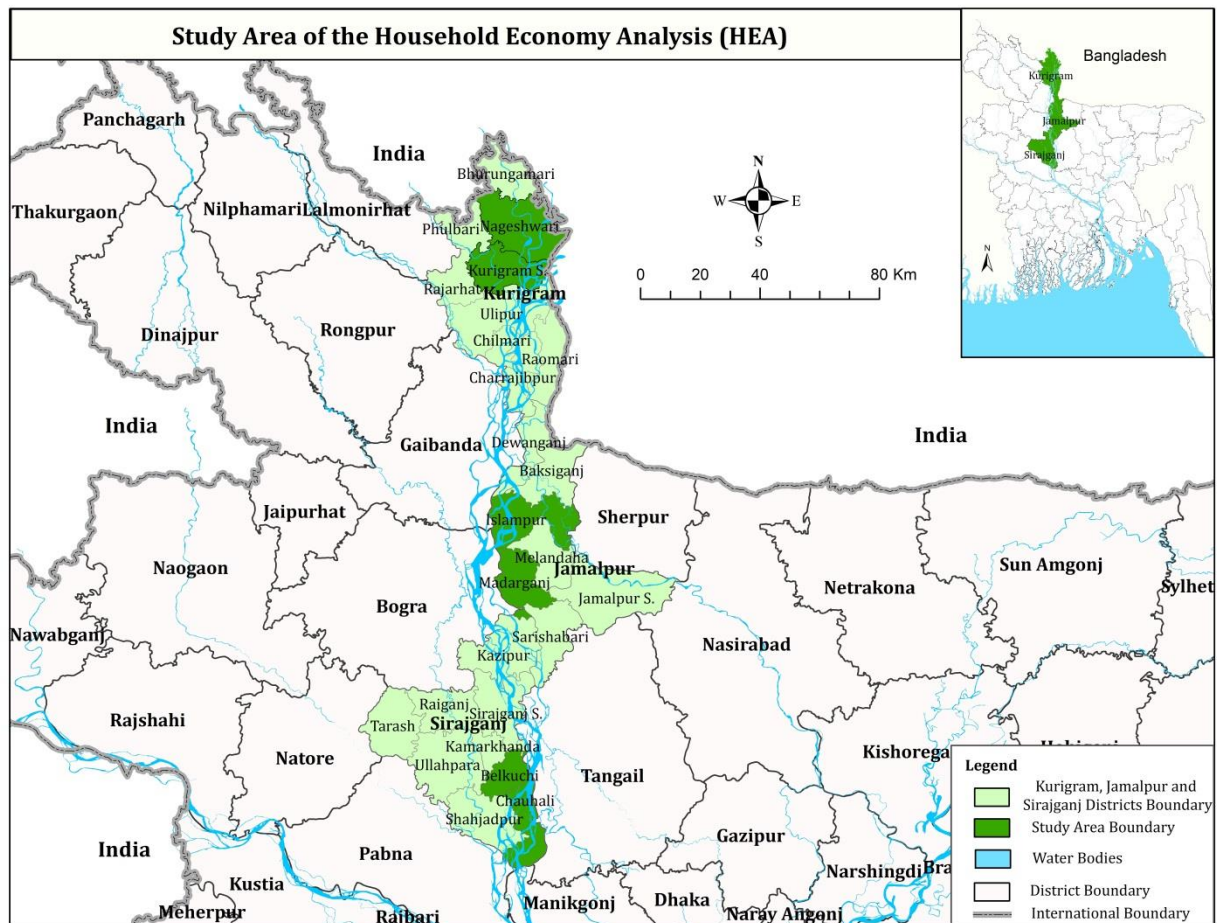 Study Area of the Household Economy Analysis (HEA)
Bangladesh
Kurigram
Jamalpur
Sirajganj
N
Panchagarh
India
Bhurungamari
Thakurgaon
Nilphamari
Lalmonirhat
Phulbari
Nageshwari
N
W
E
S
Kurigram S.
Rajarhat
Kurigram
0 20 40 80 Km
Ulipur
Rongpur
Dinajpur
Chilmari
Raomari
Charrajibpur
India
Gaibanda
Dewanganj
India
Baksiganj
Jaipurhat
Islampur
Sherpur
Naogaon
Melandaha
Jamalpur
Sun Amgonj
Sylhet
Madarganj
Netrakona
Bogra
Jamalpur S.
Nawabganj
Sarishabari
Nasirabad
Kazipur
Raiganj
Sirajganj S.
Rajshahi
Tarash
Sirajganj
Natore
Kamarkhanda
Kishorega
Ullahpara
Belkuchi
Tangail
Chauhali
Shahjadpur
Gazipur
India
Pabna
Narshingdi
Bra
Kustia
Manikgonj
Dhaka
Meherpur
Rajbari
Naray Angonj
Legend
Kurigram, Jamalpur and
Sirajganj Districts Boundary
Study Area Boundary
Water Bodies
District Boundary
International Boundary